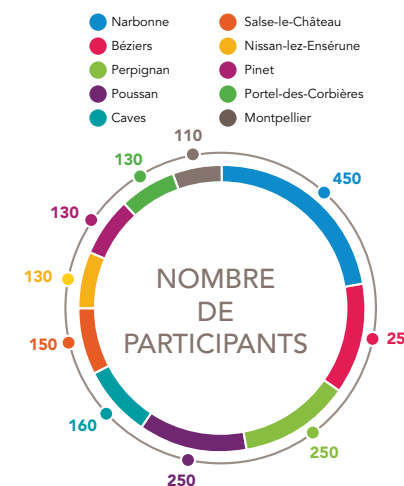 Narbonne
Béziers
Perpignan
Poussan
Caves
Salse-le-Château
Nissan-lez-Ensérune
Pinet
Portel-des-Corbières
Montpellier
110
130
450
130
130
150
160
250
250
NOMBRE
DE
PARTICIPANTS